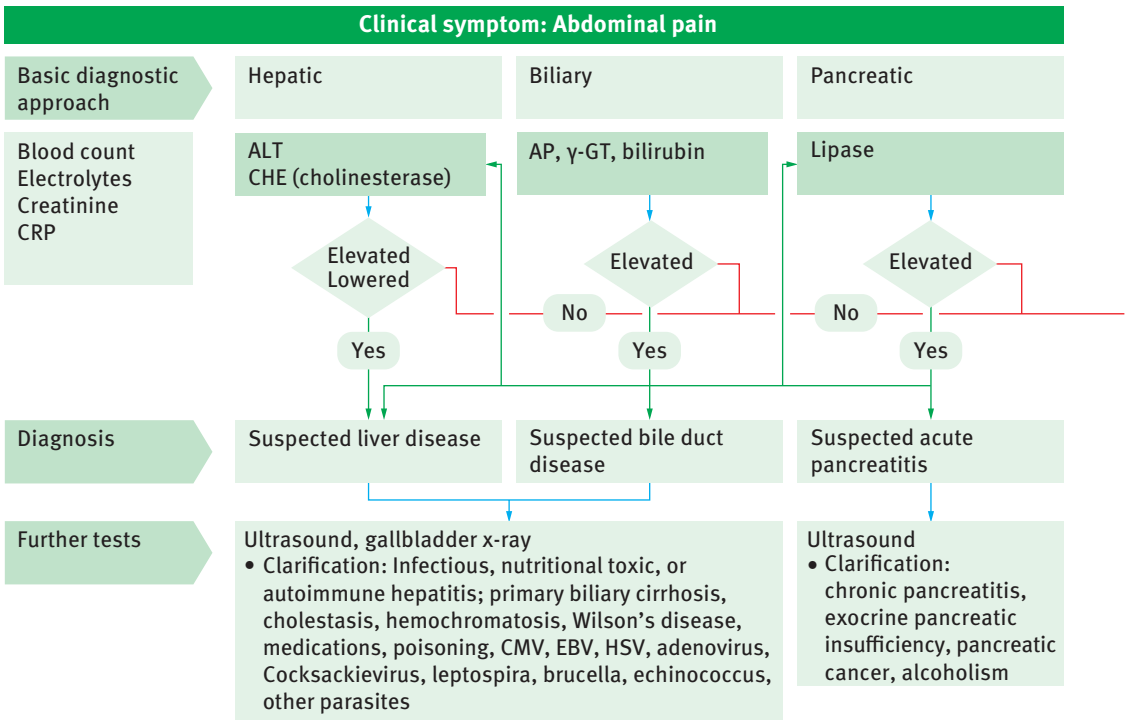 Clinical symptom: Abdominal pain
Basic diagnostic
approach
Hepatic
Biliary
Pancreatic
Blood count
Electrolytes
Creatinine
CRP
ALT
CHE (cholinesterase)
AP, γ-GT, bilirubin
Lipase
Elevated
Lowered
Elevated
Elevated
No
No
Yes
Yes
Yes
Diagnosis
Suspected liver disease
Suspected bile duct
disease
Suspected acute
pancreatitis
Further tests
Ultrasound, gallbladder x-ray
• Clarification: Infectious, nutritional toxic, or
autoimmune hepatitis; primary biliary cirrhosis,
cholestasis, hemochromatosis, Wilson's disease,
medications, poisoning, CMV, EBV, HSV, adenovirus,
Cocksackievirus, leptospira, brucella, echinococcus,
other parasites
Ultrasound
• Clarification:
chronic pancreatitis,
exocrine pancreatic
insufficiency, pancreatic
cancer, alcoholism